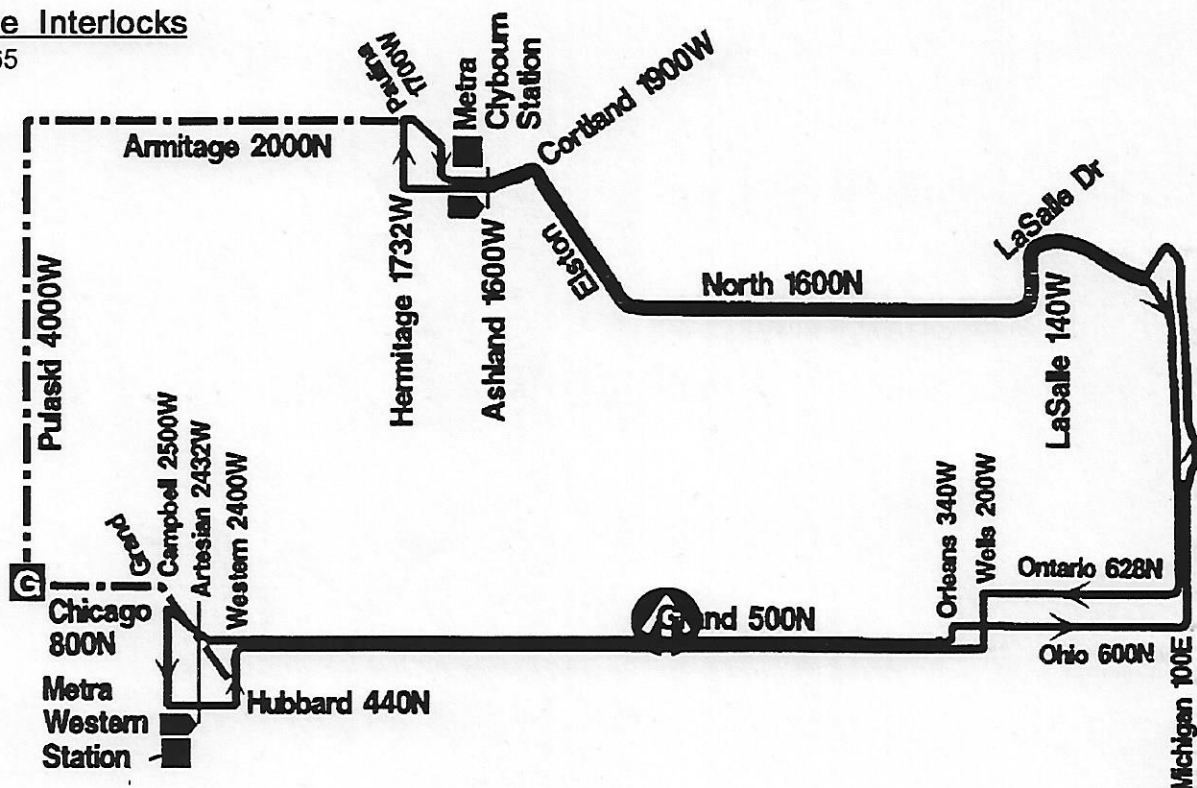 e Interlocks
55
Paulina
1700W
Metra
Clybourn
Station
Cortland 1900W
Armitage 2000N
LaSalle Dr
Pulaski 4000W
Hermitage 1732W
Ashland 1600W
Elston
North 1600N
LaSalle 140W
Grand
Campbell 2500W
Artesian 2432W
Western 2400W
Orleans 340W
Wells 200W
Ontario 628N
G
Chicago
800N
Grand 500N
Ohio 600N
Michigan 100E
Metra
Western
Station
Hubbard 440N